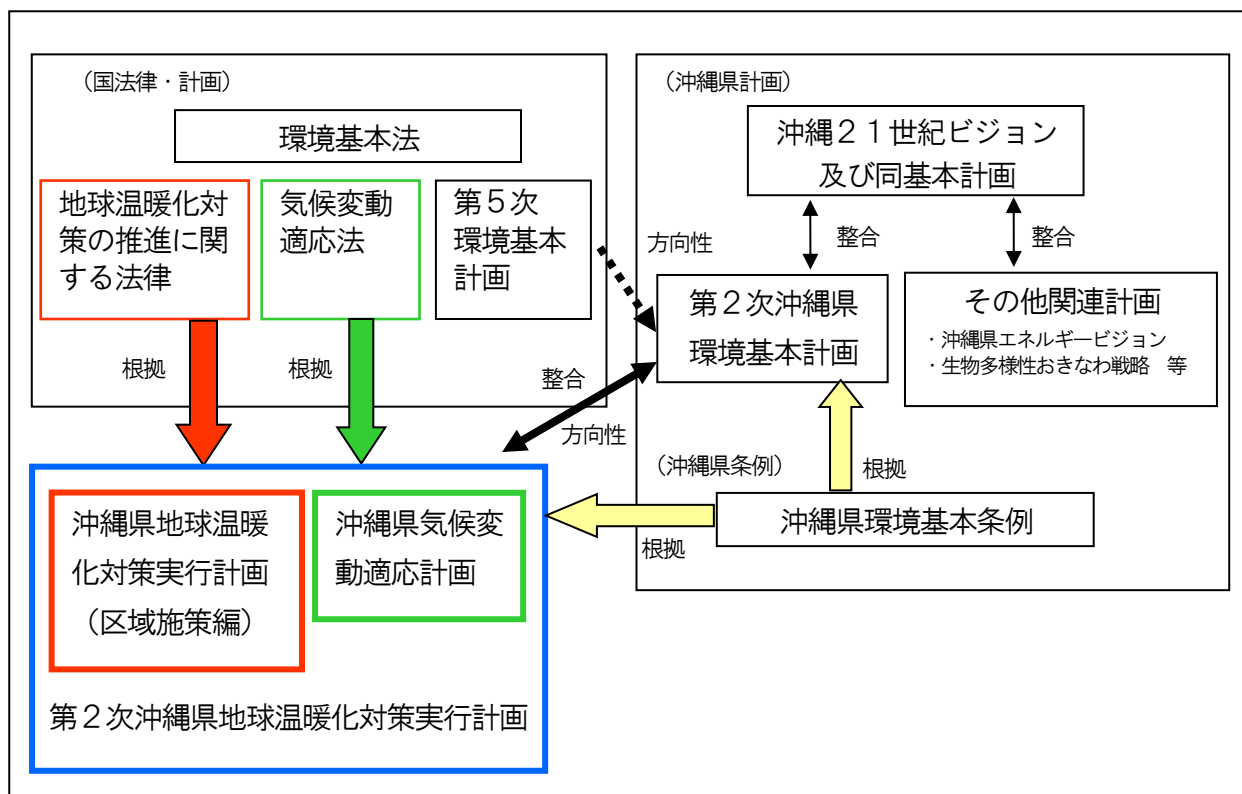 （国法律・計画）
環境基本法
地球温暖化対
策の推進に関
する法律
気候変動
適応法
第５次
環境基本
計画
根拠
根拠
（沖縄県計画）
沖縄２１世紀ビジョン
及び同基本計画
整合
整合
方向性
第２次沖縄県
環境基本計画
その他関連計画
・沖縄県エネルギービジョン
・生物多様性おきなわ戦略　等
整合
方向性
（沖縄県条例）
根拠
沖縄県環境基本条例
根拠
沖縄県地球温暖
化対策実行計画
（区域施策編）
沖縄県気候変
動適応計画
第２次沖縄県地球温暖化対策実行計画